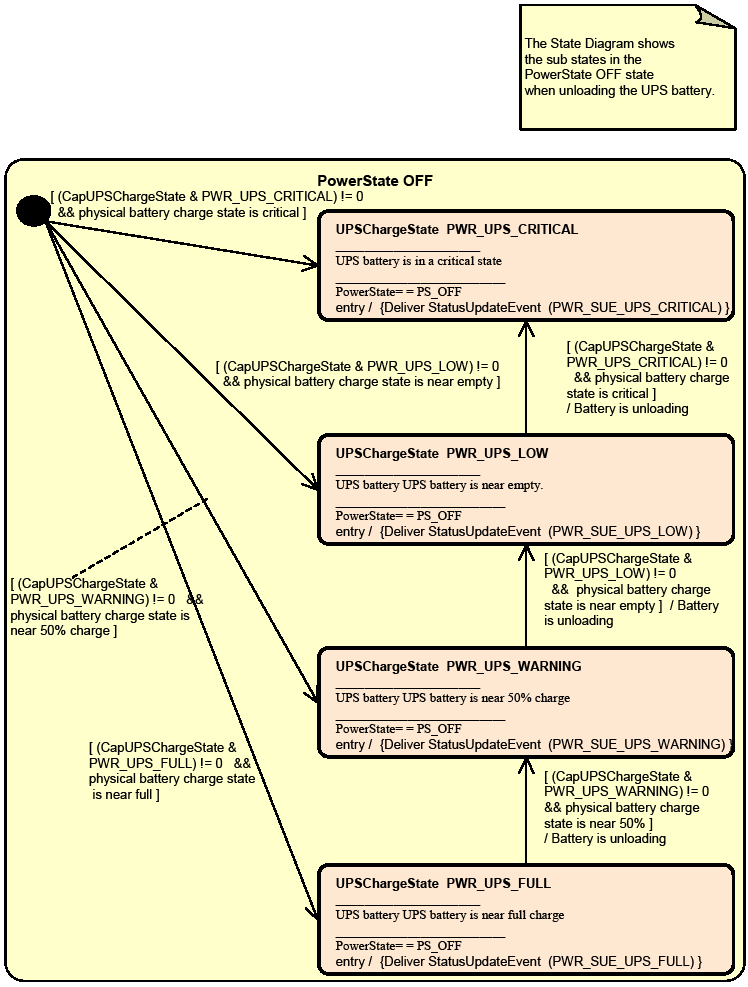 The State Diagram shows
the sub states in the
PowerState OFF state
when unloading the UPS battery.
PowerState OFF
[ (CapUPSChargeState & PWR_UPS_CRITICAL) != 0
&& physical battery charge state is critical ]
UPSChargeState PWR_UPS_CRITICAL
UPS battery is in a critical state
PowerState= = PS_OFF
entry / {Deliver StatusUpdateEvent (PWR_SUE_UPS_CRITICAL) }
[ (CapUPSChargeState &
PWR_UPS_CRITICAL) != 0
&& physical battery charge
state is critical ]
/ Battery is unloading
[ (CapUPSChargeState & PWR_UPS_LOW) != 0
&& physical battery charge state is near empty ]
UPSChargeState PWR_UPS_LOW
UPS battery UPS battery is near empty.
PowerState= = PS_OFF
entry / {Deliver StatusUpdateEvent (PWR_SUE_UPS_LOW) }
[ (CapUPSChargeState &
PWR_UPS_LOW) != 0
&& physical battery charge
state is near empty ] / Battery
is unloading
[ (CapUPSChargeState &
PWR_UPS_WARNING) != 0 &&
physical battery charge state is
near 50% charge ]
UPSChargeState PWR_UPS_WARNING
UPS battery UPS battery is near 50% charge
PowerState= = PS_OFF
entry / {Deliver StatusUpdateEvent (PWR_SUE_UPS_WARNING) }
[ (CapUPSChargeState &
PWR_UPS_FULL) != 0 &&
physical battery charge state
is near full ]
[ (CapUPSChargeState &
PWR_UPS_WARNING) != 0
&& physical battery charge
state is near 50% ]
/ Battery is unloading
UPSChargeState PWR_UPS_FULL
UPS battery UPS battery is near full charge
PowerState= = PS_OFF
entry / {Deliver StatusUpdateEvent (PWR_SUE_UPS_FULL) }